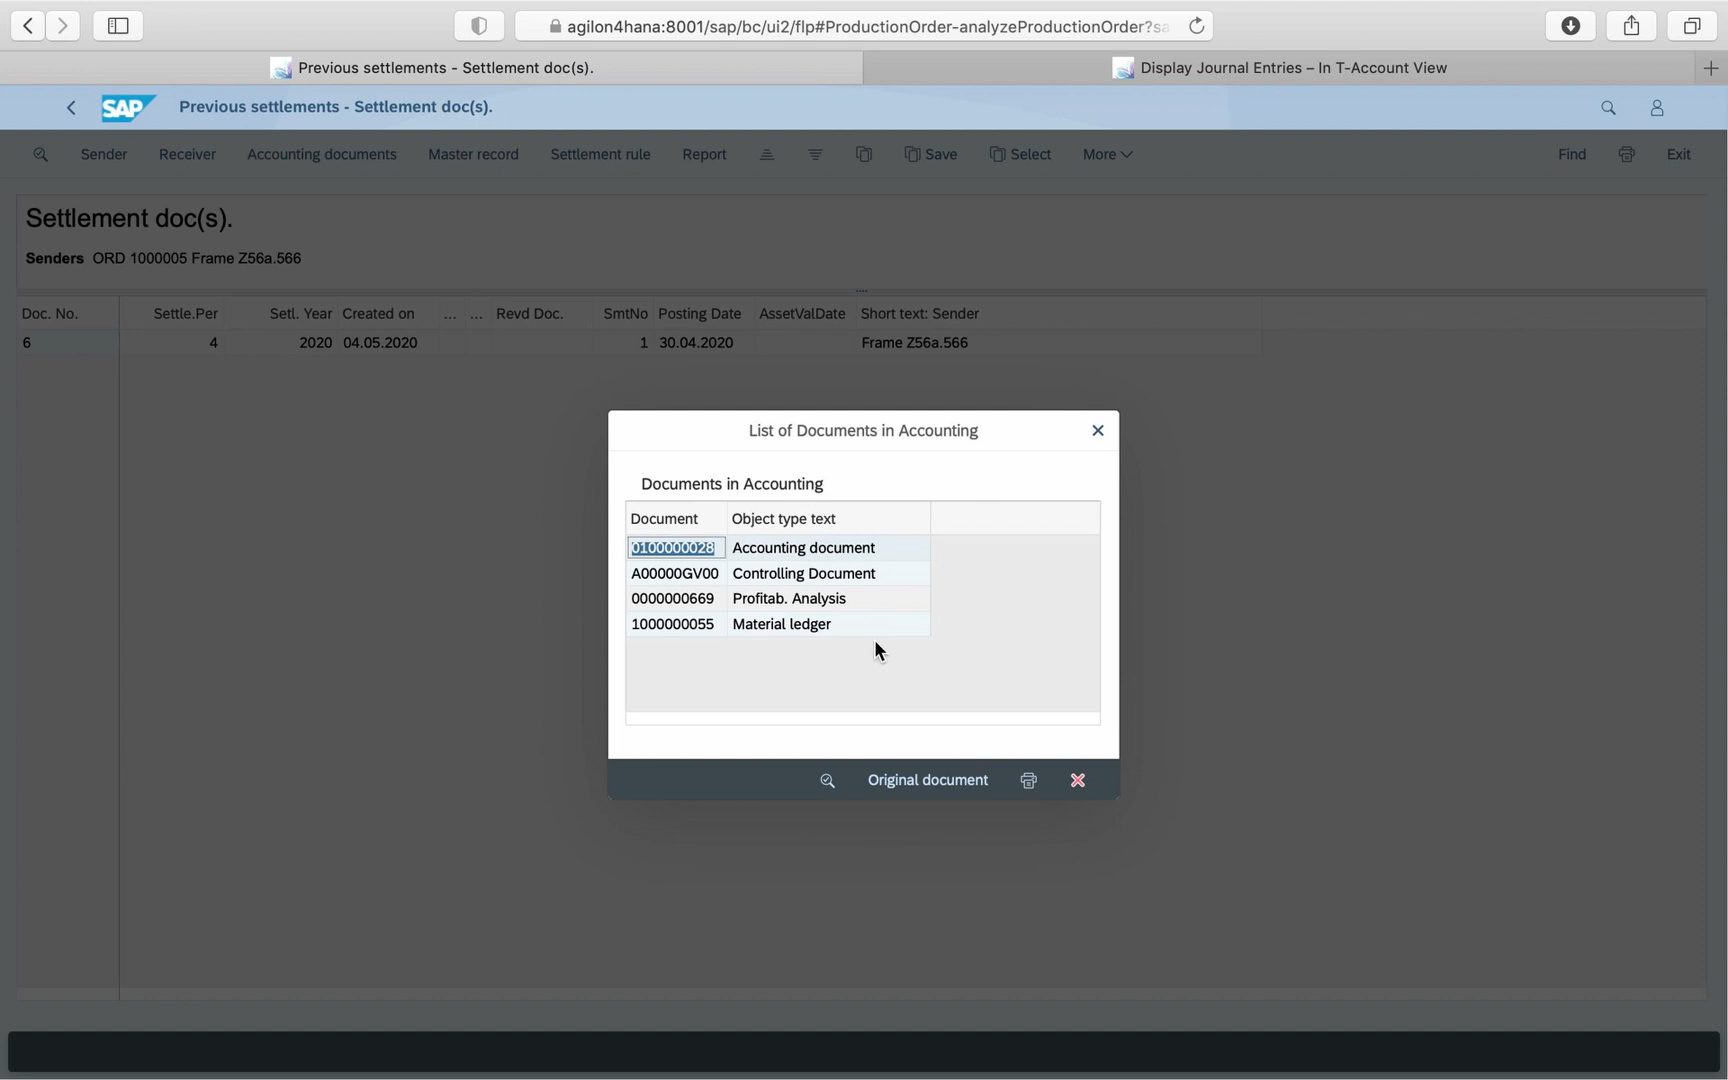 agilon4hana:8001/sap/bc/ui2/flp#ProductionOrder-analyzeProductionOrder?sa
Previous settlements - Settlement doc(s).
Display Journal Entries – In T-Account View
SAP Previous settlements - Settlement doc(s).
Sender Receiver Accounting documents Master record Settlement rule Report Save Select More Find Exit
Settlement doc(s).
Senders ORD 1000005 Frame Z56a.566
Doc. No. Settle.Per Setl. Year Created on ... ... Revd Doc. SmtNo Posting Date AssetValDate Short text: Sender
6 4 2020 04.05.2020 1 30.04.2020 Frame Z56a.566
List of Documents in Accounting
Documents in Accounting
Document Object type text
0100000028 Accounting document
A00000GV00 Controlling Document
0000000669 Profitab. Analysis
1000000055 Material ledger
Original document